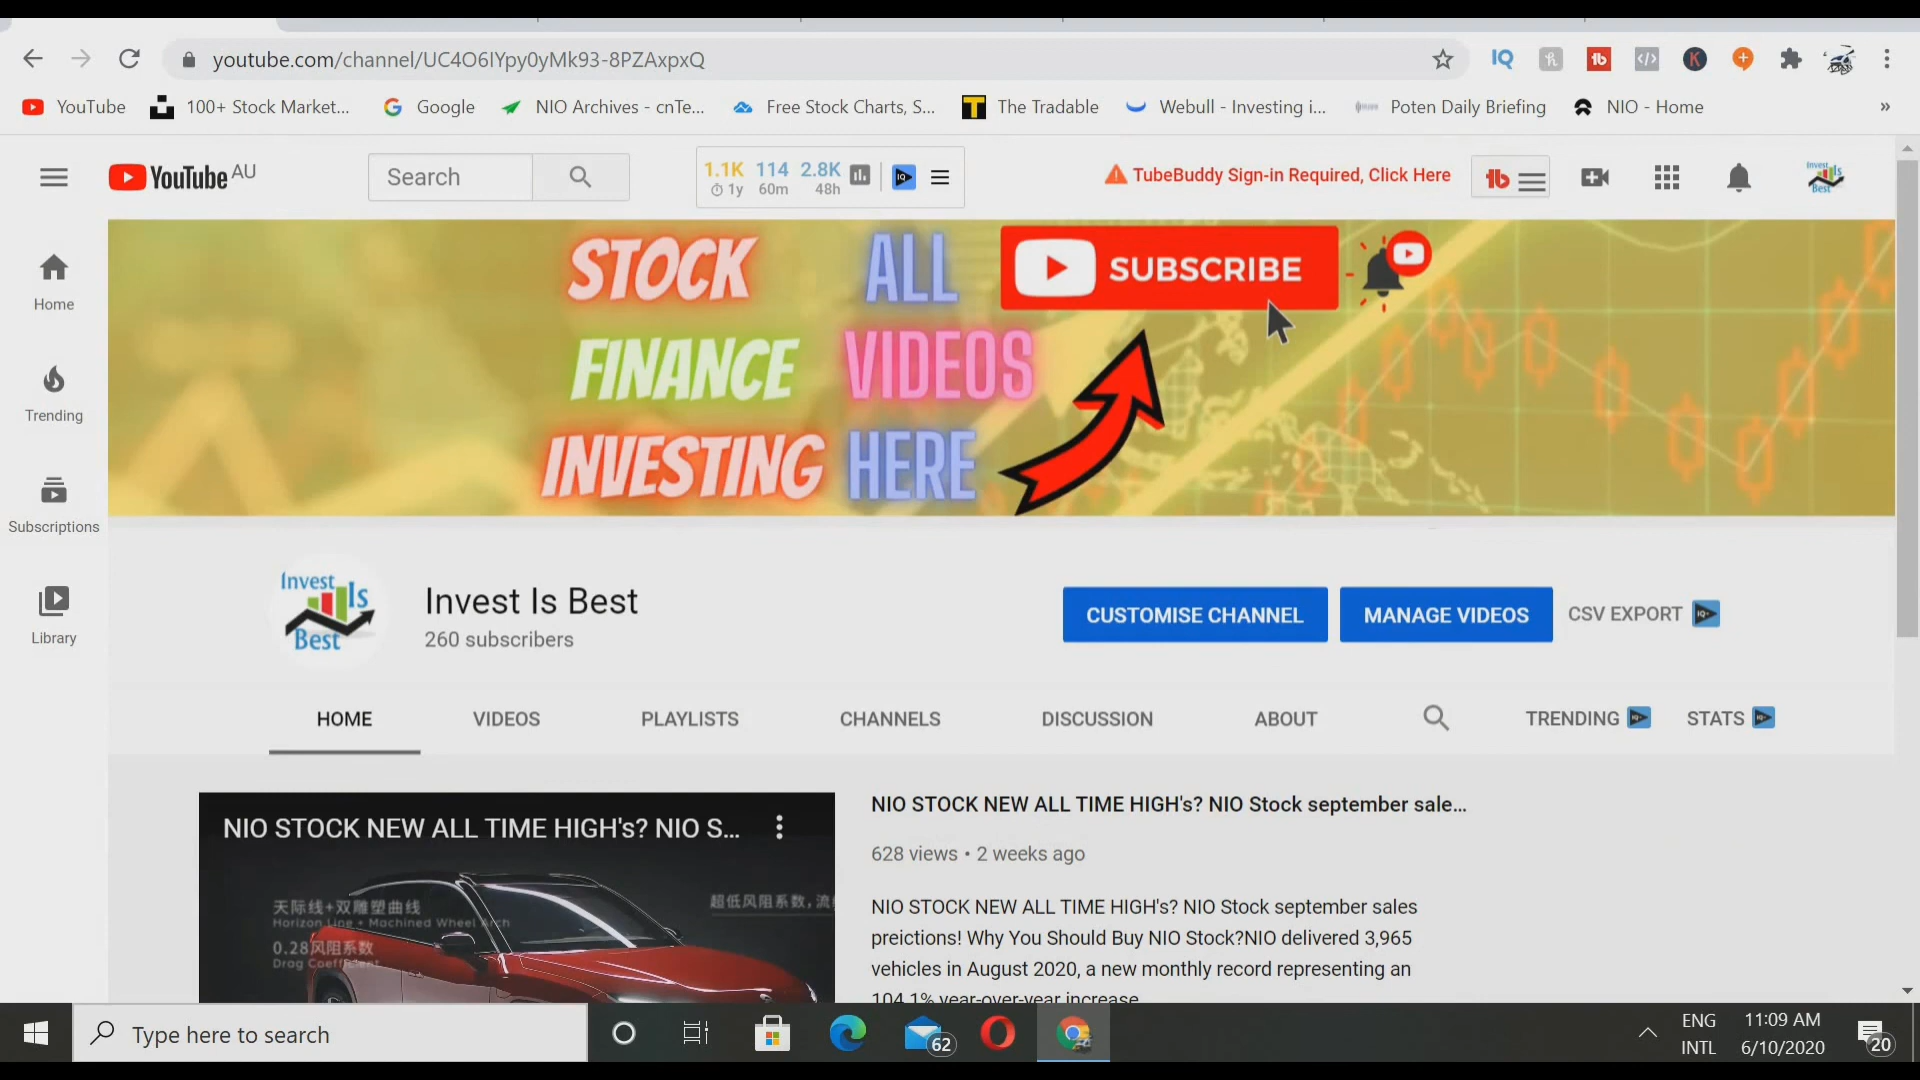 youtube.com/channel/UC4O6IYpy0yMk93-8PZAxpxQ
IQ
YouTube
100+ Stock Market...
Google
NIO Archives - cnTe...
Free Stock Charts, S...
The Tradable
Webull - Investing i...
Poten Daily Briefing
NIO - Home
»
YouTube AU
Search
1.1K 114 2.8K
1y 60m 48h
TubeBuddy Sign-in Required, Click Here
Invest Is Best
Home
Trending
Subscriptions
Library
STOCK ALL
FINANCE VIDEOS
INVESTING HERE
SUBSCRIBE
Invest Is Best
Invest Is Best
260 subscribers
CUSTOMISE CHANNEL
MANAGE VIDEOS
CSV EXPORT
HOME
VIDEOS
PLAYLISTS
CHANNELS
DISCUSSION
ABOUT
TRENDING
STATS
NIO STOCK NEW ALL TIME HIGH's? NIO S...
天际线+双雕塑曲线
Horizon Line + Machined Wheel Arch
0.28风阻系数
Drag Coefficient
超低风阻系数,流
NIO STOCK NEW ALL TIME HIGH's? NIO Stock september sale...
628 views • 2 weeks ago
NIO STOCK NEW ALL TIME HIGH's? NIO Stock september sales
preictions! Why You Should Buy NIO Stock?NIO delivered 3,965
vehicles in August 2020, a new monthly record representing an
104.1% year-over-year increase
Type here to search
62
ENG
INTL
11:09 AM
6/10/2020
20